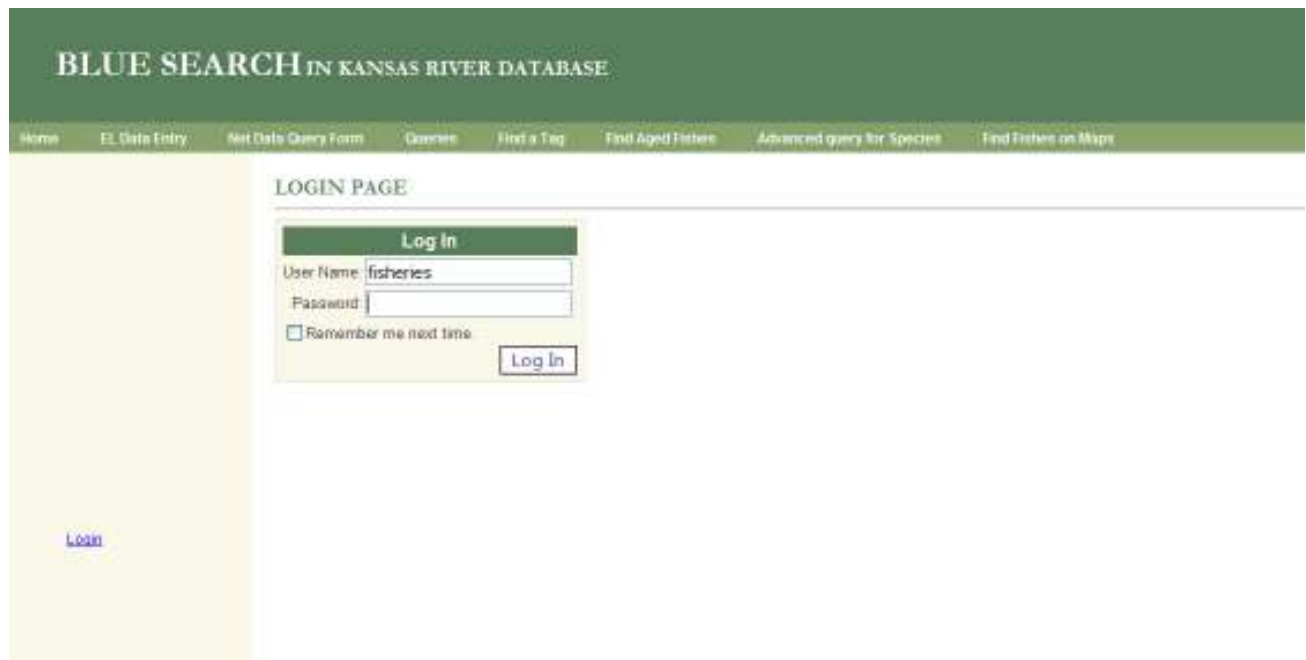 BLUE SEARCH IN KANSAS RIVER DATABASE
Home EL Data Entry Net Data Query Form Queries Find a Tag Find Aged Fishes Advanced query for Species Find Fishes on Maps
LOGIN PAGE
Log In
User Name fisheries
Password
Remember me next time
Log In
Login